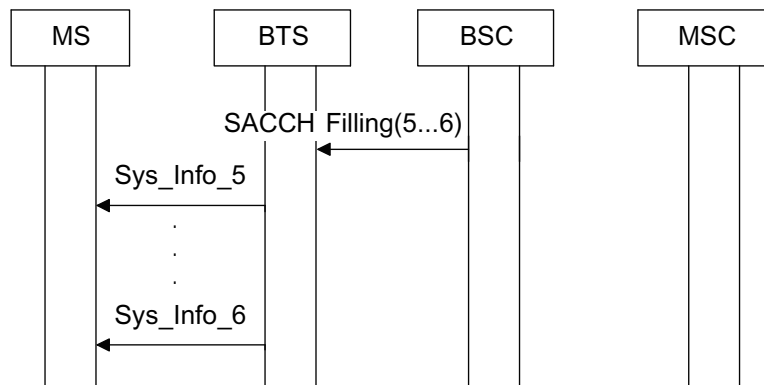 MS BTS BSC MSC
SACCH Filling(5...6)
Sys_Info_5
.
.
.
Sys_Info_6